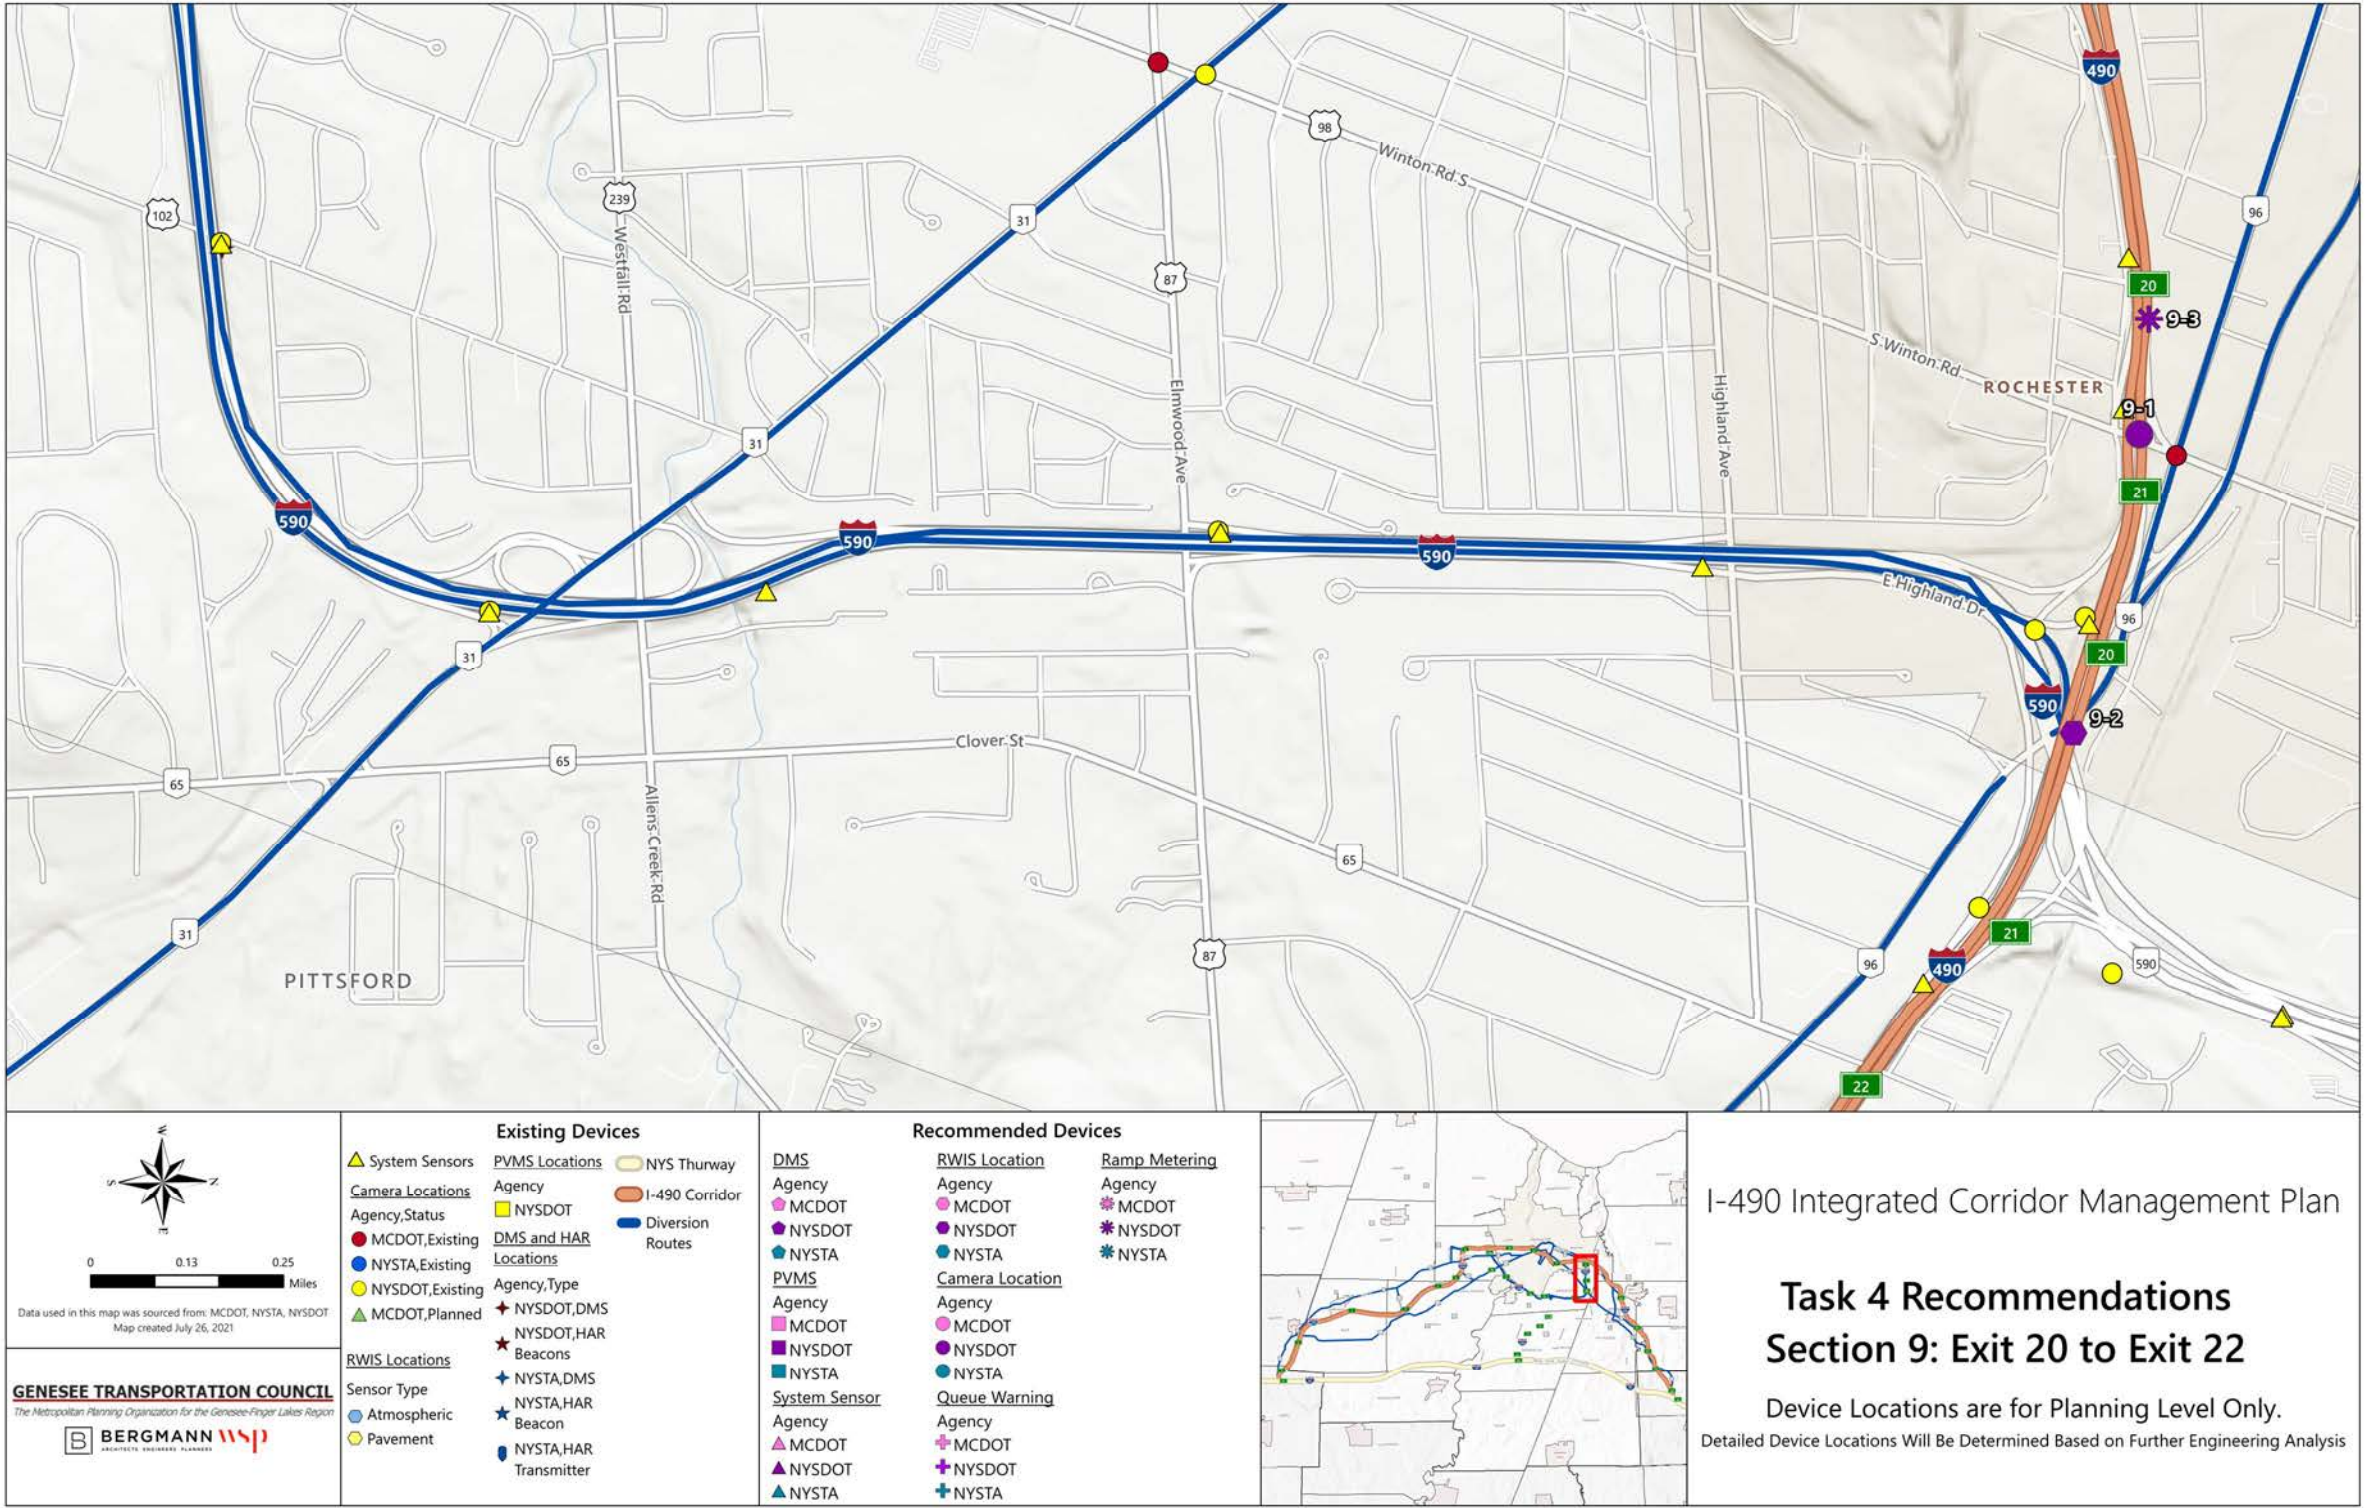 490
98
Winton Rd S
102
239
Westfall Rd
31
96
87
20
9-3
S Winton Rd
ROCHESTER
9-1
Elmwood Ave
Highland Ave
31
21
590
590
590
E Highland Dr
96
31
20
590
9-2
Clover St
65
65
Allens Creek Rd
65
31
87
21
96
490
590
PITTSFORD
22
W
S
N
E
0 0.13 0.25
Miles
Data used in this map was sourced from: MCDOT, NYSTA, NYSDOT
Map created July 26, 2021
GENESEE TRANSPORTATION COUNCIL
The Metropolitan Planning Organization for the Genesee-Finger Lakes Region
B BERGMANN
ARCHITECTS ENGINEERS PLANNERS
wsp
Existing Devices
System Sensors
Camera Locations
Agency,Status
MCDOT,Existing
NYSTA,Existing
NYSDOT,Existing
MCDOT,Planned
RWIS Locations
Sensor Type
Atmospheric
Pavement
PVMS Locations
Agency
NYSDOT
DMS and HAR
Locations
Agency,Type
NYSDOT,DMS
NYSDOT,HAR
Beacons
NYSTA,DMS
NYSTA,HAR
Beacon
NYSTA,HAR
Transmitter
NYS Thurway
I-490 Corridor
Diversion
Routes
Recommended Devices
DMS
Agency
MCDOT
NYSDOT
NYSTA
PVMS
Agency
MCDOT
NYSDOT
NYSTA
System Sensor
Agency
MCDOT
NYSDOT
NYSTA
RWIS Location
Agency
MCDOT
NYSDOT
NYSTA
Camera Location
Agency
MCDOT
NYSDOT
NYSTA
Queue Warning
Agency
MCDOT
NYSDOT
NYSTA
Ramp Metering
Agency
MCDOT
NYSDOT
NYSTA
I-490 Integrated Corridor Management Plan
Task 4 Recommendations
Section 9: Exit 20 to Exit 22
Device Locations are for Planning Level Only.
Detailed Device Locations Will Be Determined Based on Further Engineering Analysis